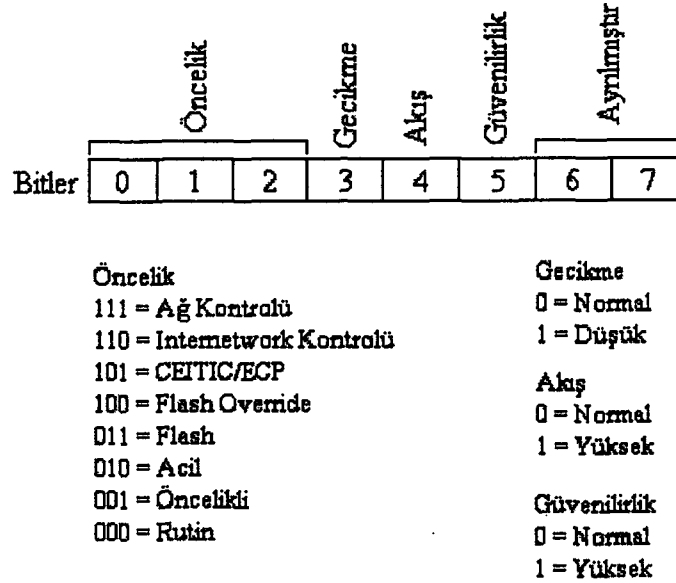 Öncelik
Gecikme
Akış
Güvenilirlik
Ayrılmıştır
Bitler 0 1 2 3 4 5 6 7
Öncelik
111 = Ağ Kontrolü
110 = Internetwork Kontrolü
101 = CEITIC/ECP
100 = Flash Override
011 = Flash
010 = Acil
001 = Öncelikli
000 = Rutin
Gecikme
0 = Normal
1 = Düşük
Akış
0 = Normal
1 = Yüksek
Güvenilirlik
0 = Normal
1 = Yüksek